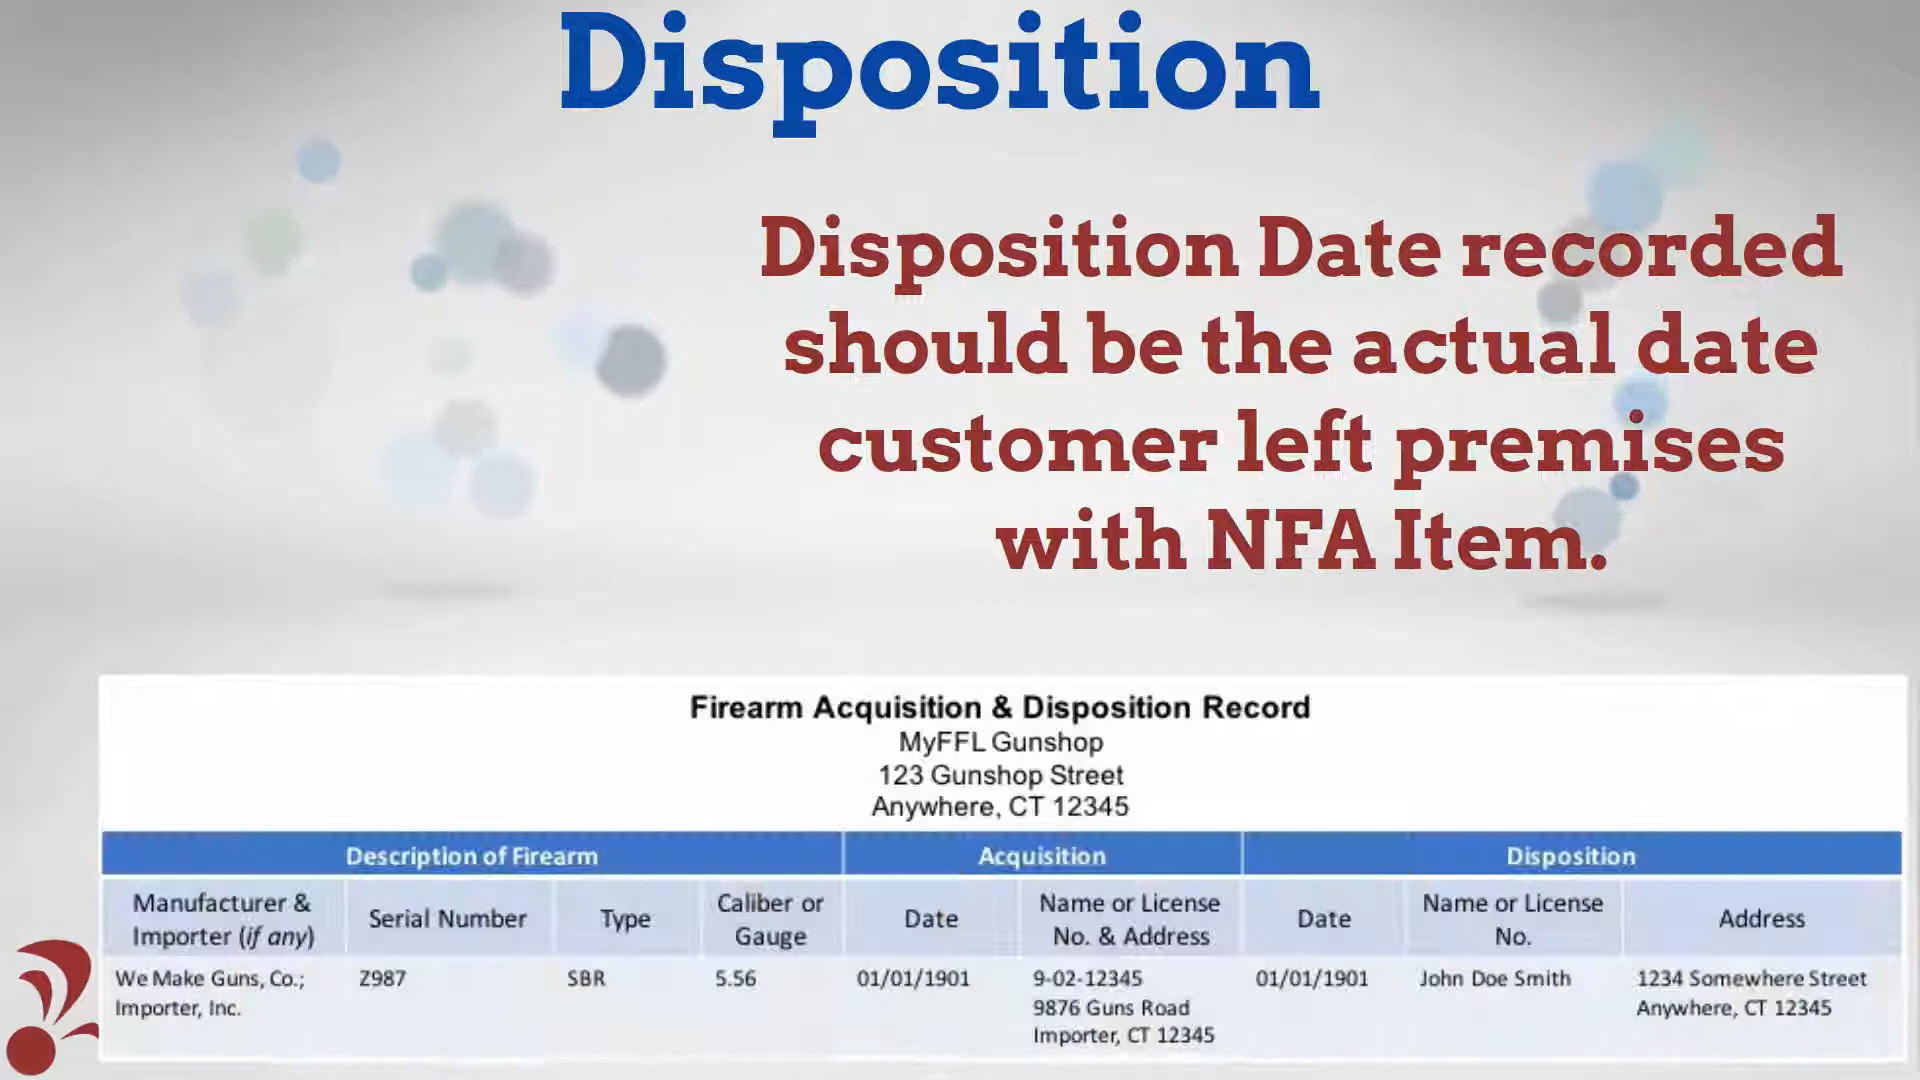 Disposition
Disposition Date recorded
should be the actual date
customer left premises
with NFA Item.
Firearm Acquisition & Disposition Record
MyFFL Gunshop
123 Gunshop Street
Anywhere, CT 12345
Description of Firearm Acquisition Disposition
Manufacturer & Importer (if any) Serial Number Type Caliber or Gauge Date Name or License No. & Address Date Name or License No. Address
We Make Guns, Co.; Z987 SBR 5.56 01/01/1901 9-02-12345 01/01/1901 John Doe Smith 1234 Somewhere Street
Importer, Inc. 9876 Guns Road Anywhere, CT 12345
Importer, CT 12345